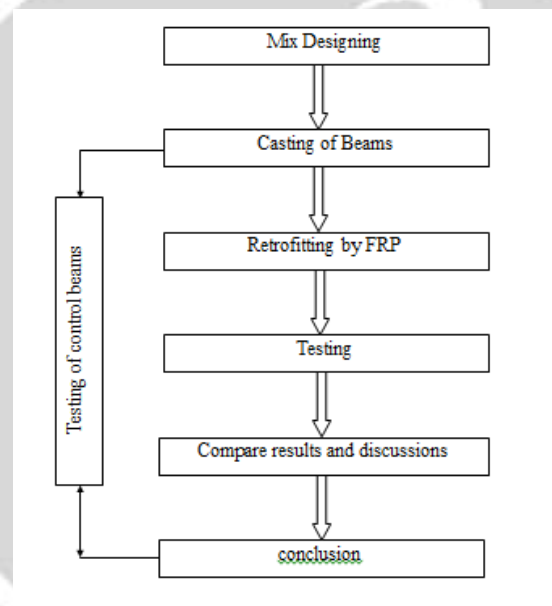 Mix Designing
Casting of Beams
Retrofitting by FRP
Testing
Testing of control beams
Compare results and discussions
conclusion